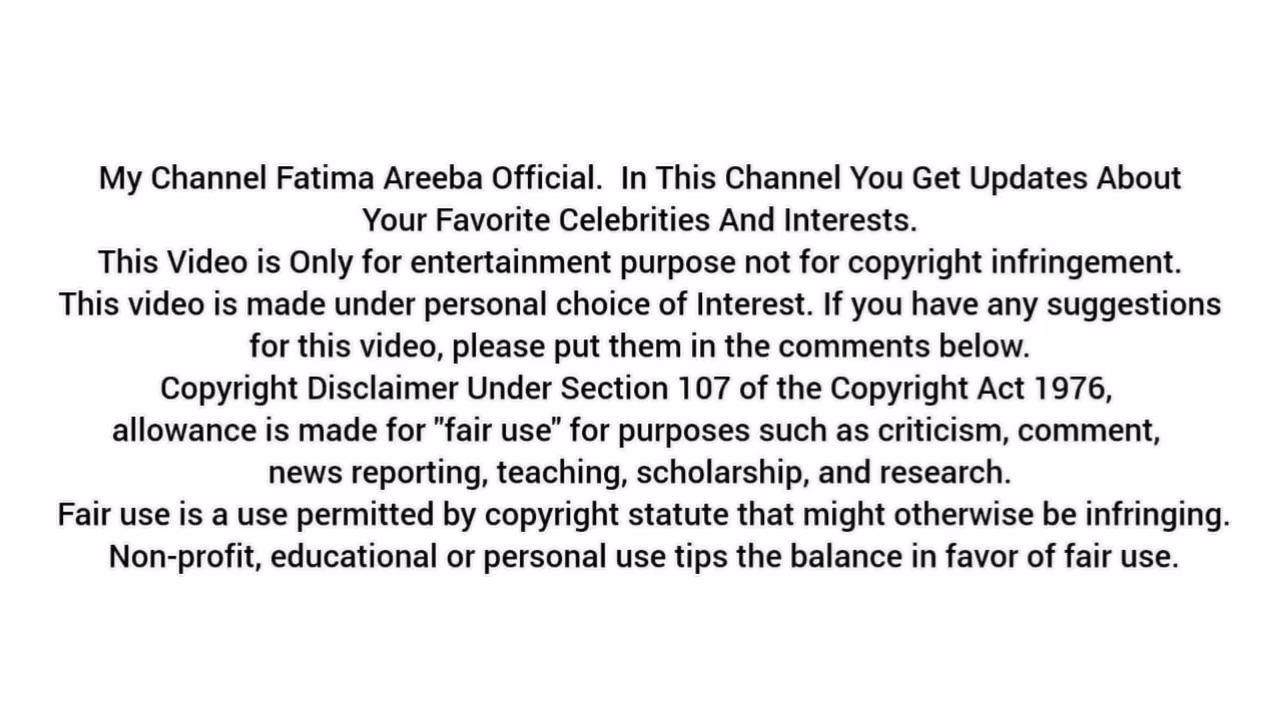 My Channel Fatima Areeba Official.  In This Channel You Get Updates About
Your Favorite Celebrities And Interests.
This Video is Only for entertainment purpose not for copyright infringement.
This video is made under personal choice of Interest. If you have any suggestions
for this video, please put them in the comments below.
Copyright Disclaimer Under Section 107 of the Copyright Act 1976,
allowance is made for "fair use" for purposes such as criticism, comment,
news reporting, teaching, scholarship, and research.
Fair use is a use permitted by copyright statute that might otherwise be infringing.
Non-profit, educational or personal use tips the balance in favor of fair use.